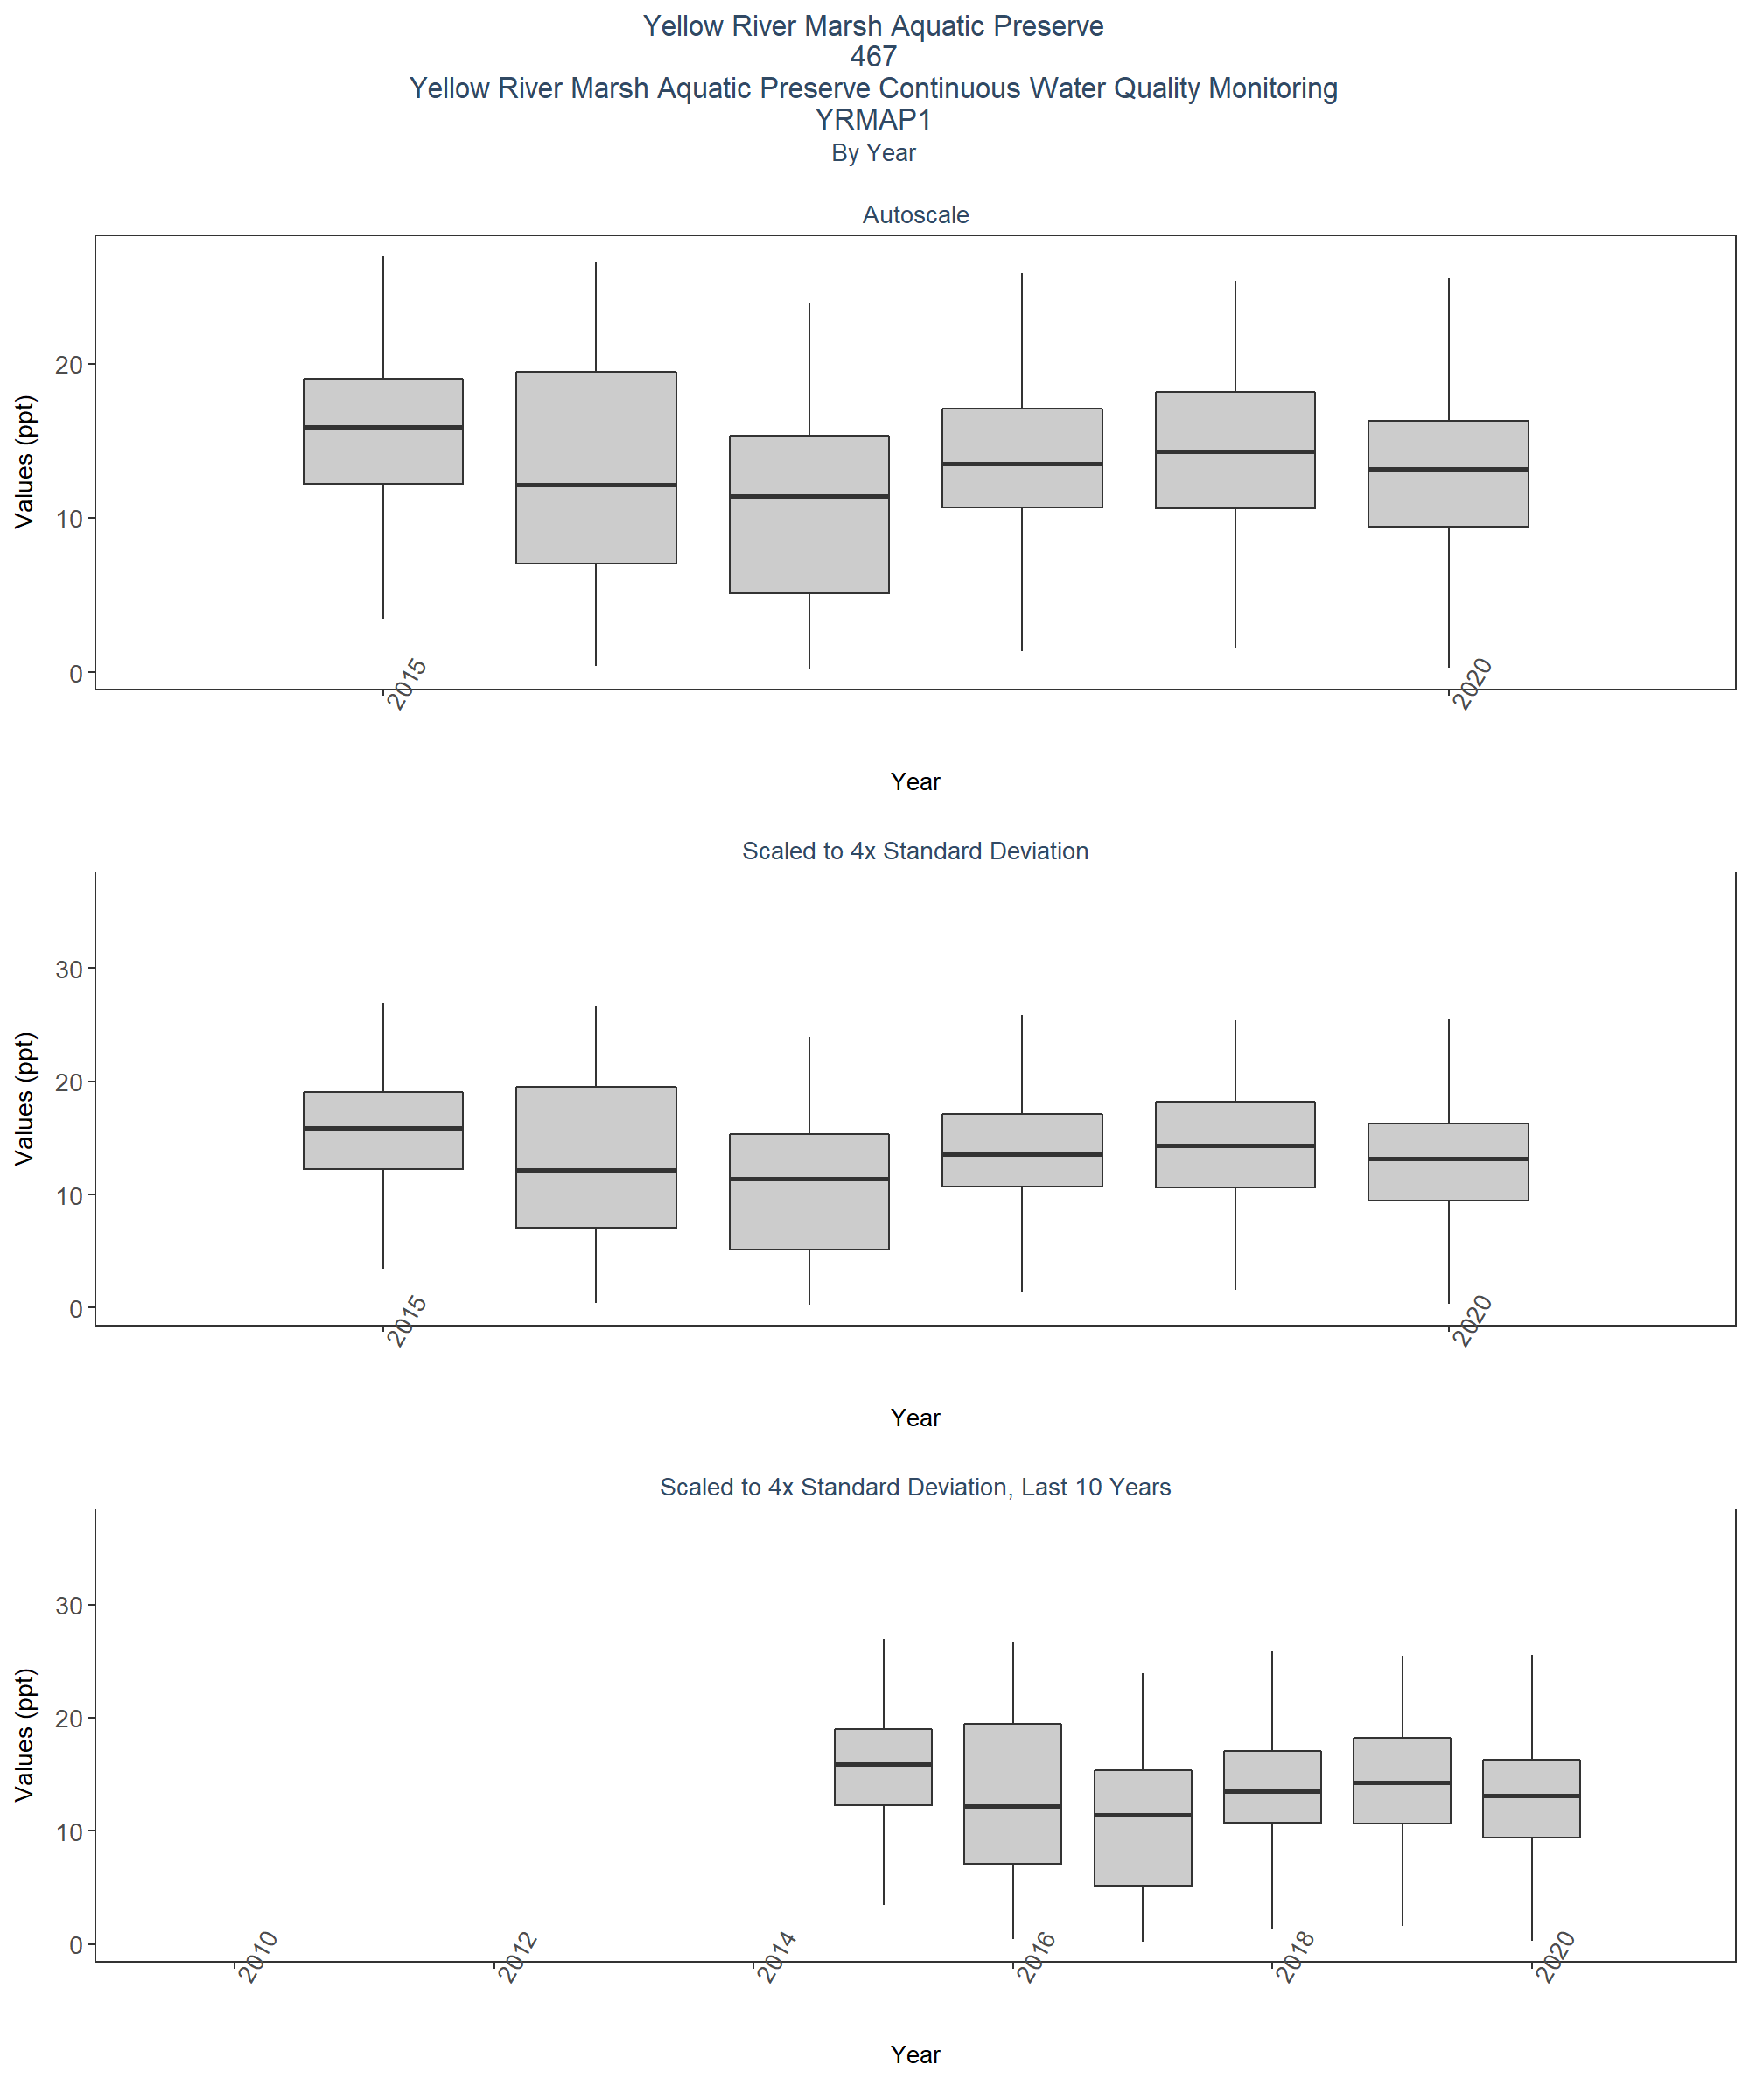 Yellow River Marsh Aquatic Preserve
467
Yellow River Marsh Aquatic Preserve Continuous Water Quality Monitoring
YRMAP1
By Year
Autoscale
Values (ppt)
20
10
0
2015
2020
Year
Scaled to 4x Standard Deviation
Values (ppt)
30
20
10
0
2015
2020
Year
Scaled to 4x Standard Deviation, Last 10 Years
Values (ppt)
30
20
10
0
2010
2012
2014
2016
2018
2020
Year